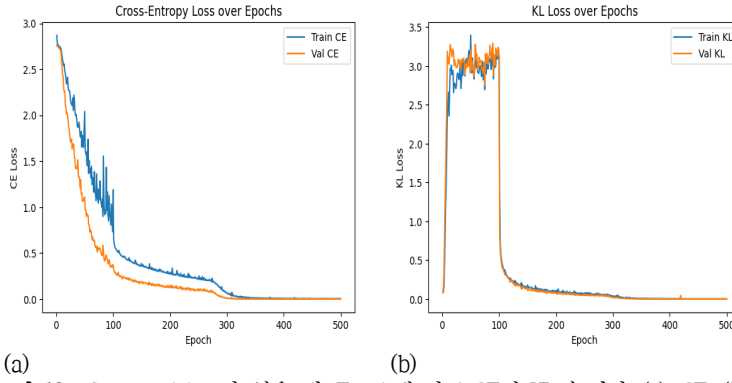 Cross-Entropy Loss over Epochs
3.0
2.5
2.0
1.5
1.0
0.5
0.0
CE Loss
0
100
200
300
400
500
Epoch
Train CE
Val CE
KL Loss over Epochs
3.5
3.0
2.5
2.0
1.5
1.0
0.5
0.0
KL Loss
0
100
200
300
400
500
Epoch
Train KL
Val KL
(a)
(b)